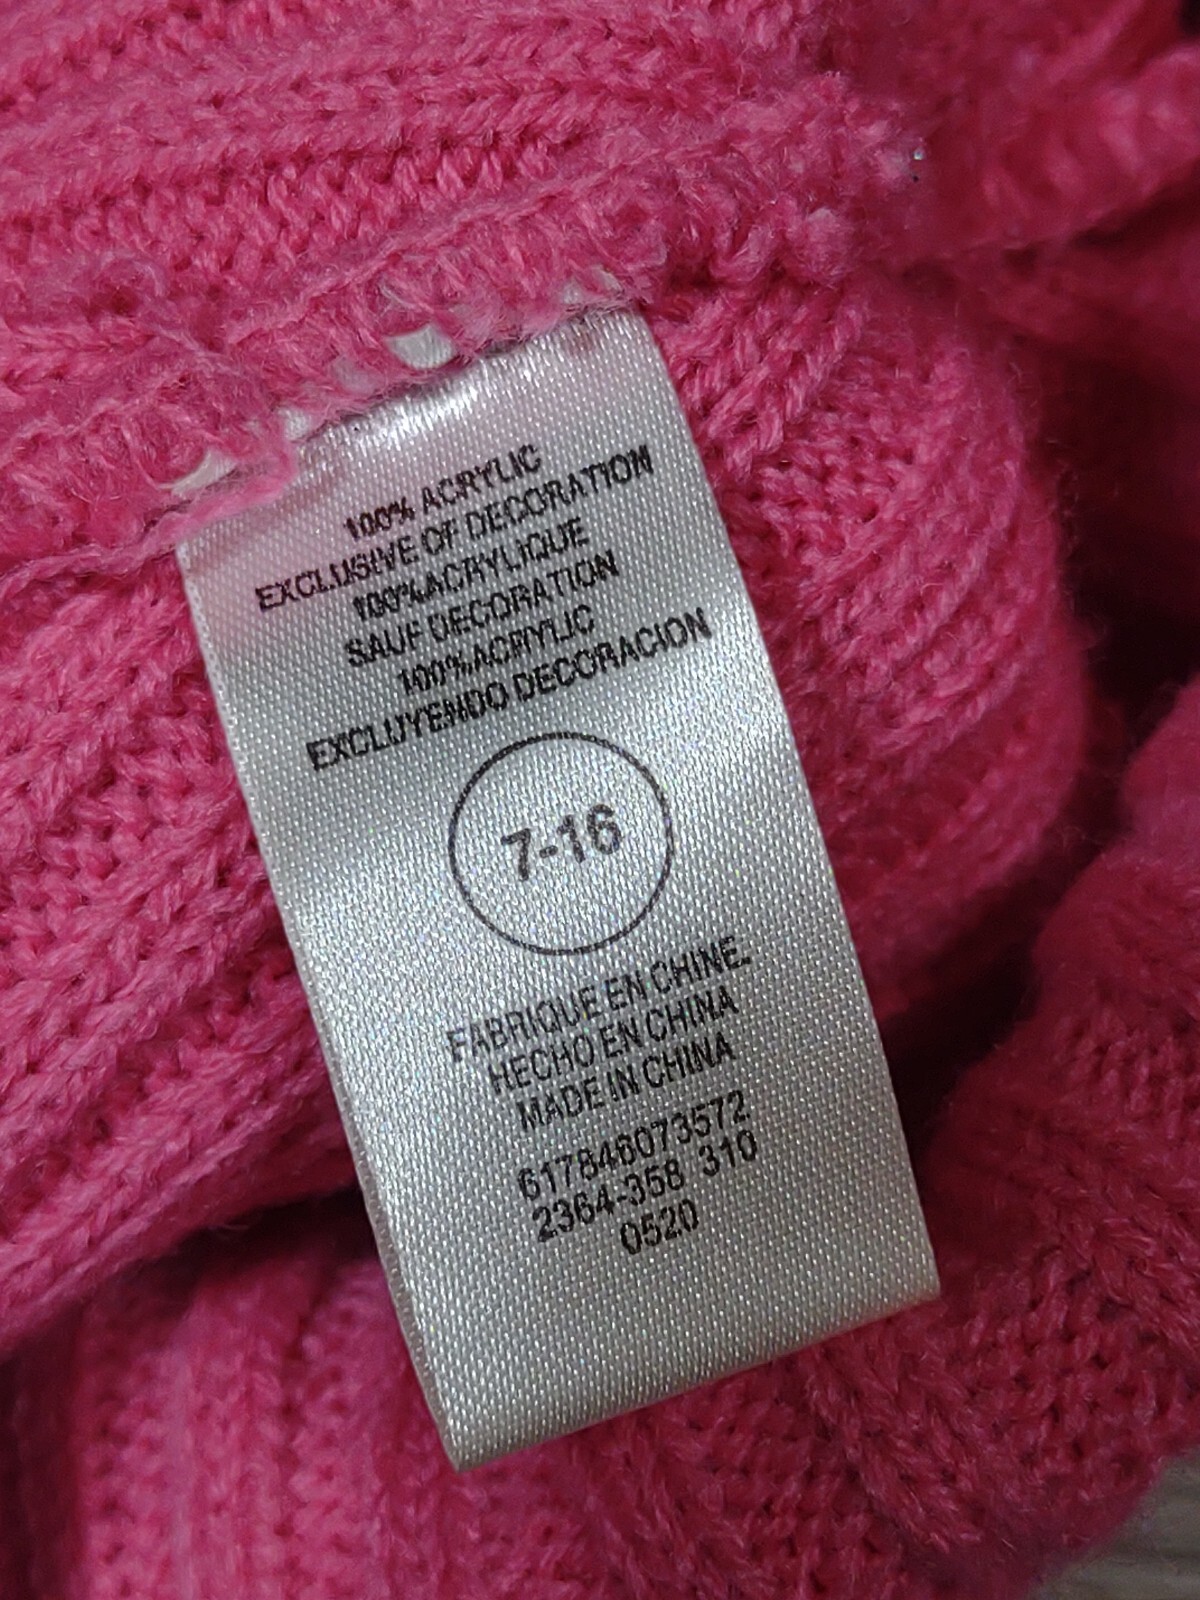 100% ACRYLIC
EXCLUSIVE OF DECORATION
100%ACRYLIQUE
SAUF DECORATION
100%ACRYLIC
EXCLUYENDO DECORACION
7-16
FABRIQUE EN CHINE.
HECHO EN CHINA
MADE IN CHINA
617846073572
2364-358 310
0520